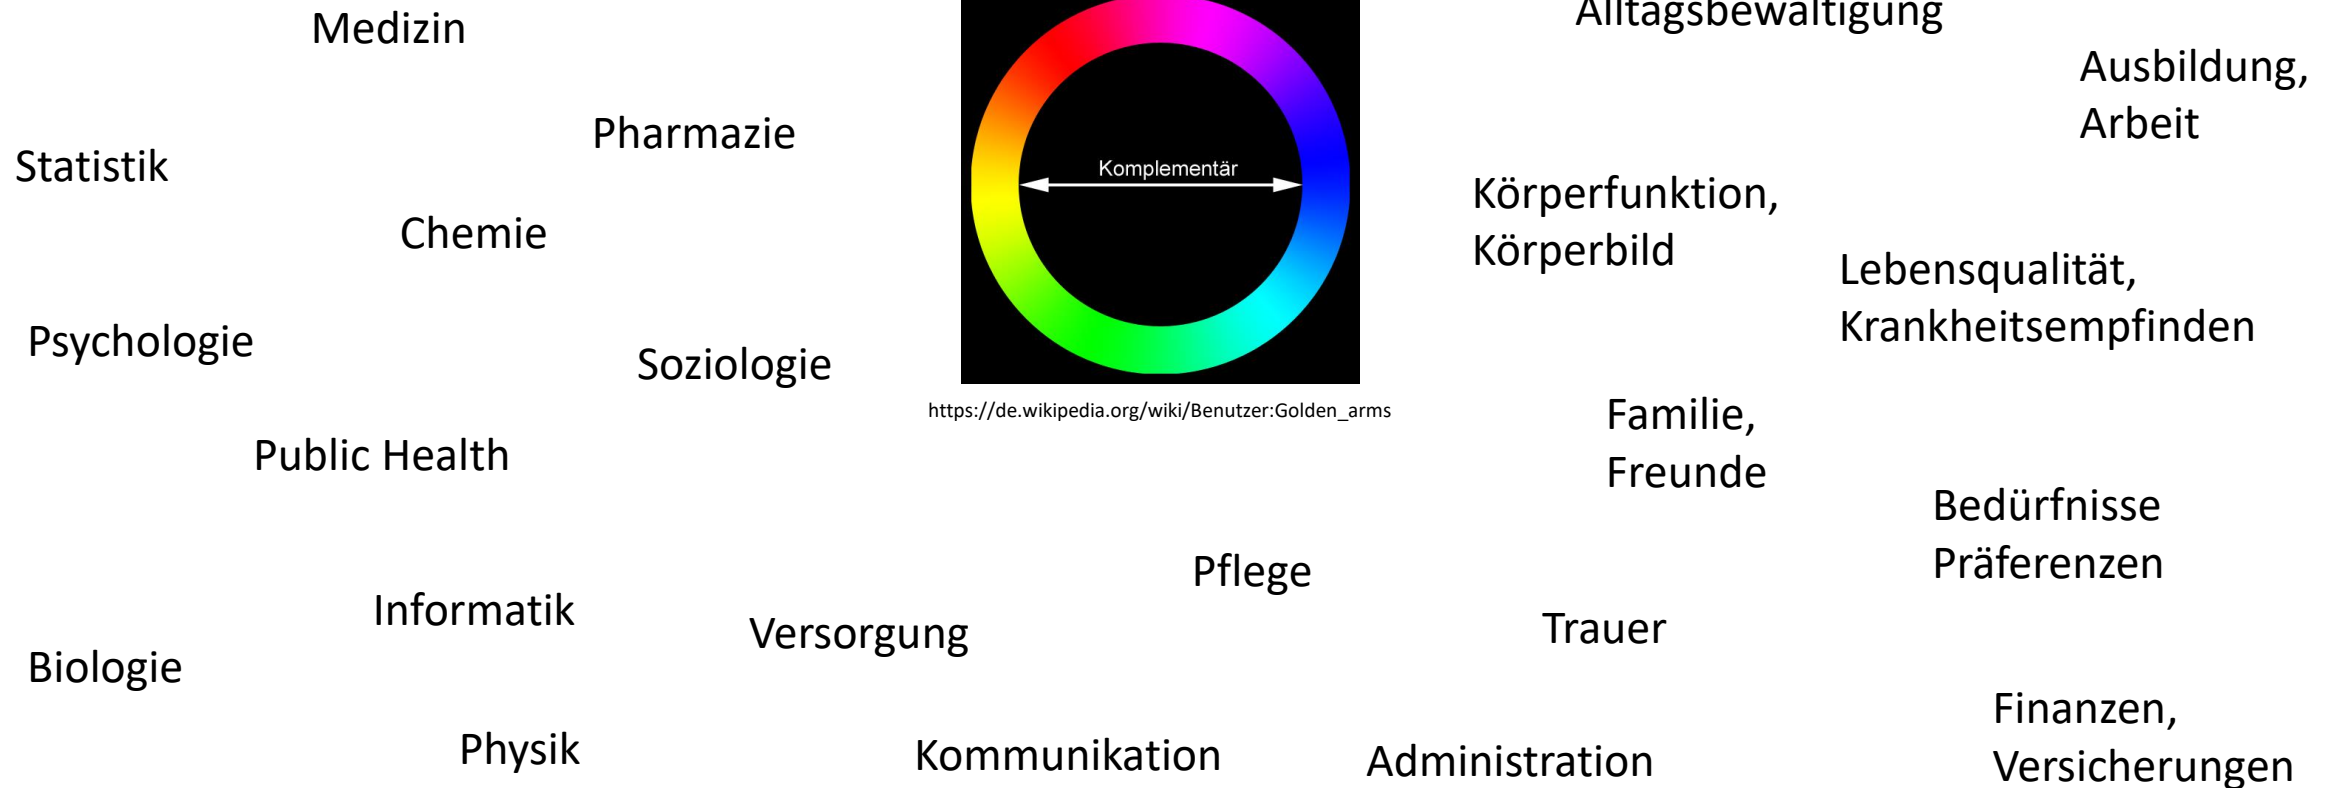 Medizin
Alltagsbewältigung
Ausbildung,
Arbeit
Pharmazie
Statistik
Komplementär
Körperfunktion,
Körperbild
Chemie
Lebensqualität,
Krankheitsempfinden
Psychologie
Soziologie
https://de.wikipedia.org/wiki/Benutzer:Golden_arms
Familie,
Freunde
Public Health
Bedürfnisse
Präferenzen
Pflege
Informatik
Versorgung
Trauer
Biologie
Finanzen,
Versicherungen
Physik
Kommunikation
Administration